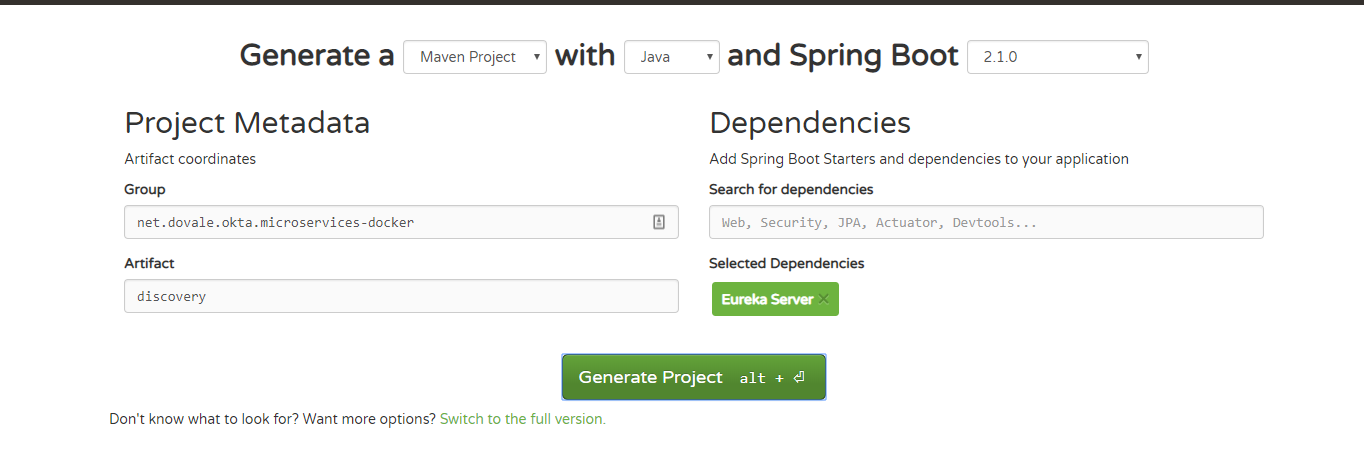 Generate a Maven Project with Java and Spring Boot 2.1.0
Project Metadata
Artifact coordinates
Group
net.dovale.okta.microservices-docker
Artifact
discovery
Dependencies
Add Spring Boot Starters and dependencies to your application
Search for dependencies
Web, Security, JPA, Actuator, Devtools...
Selected Dependencies
Eureka Server ×
Generate Project alt + ⏎
Don't know what to look for? Want more options? Switch to the full version.